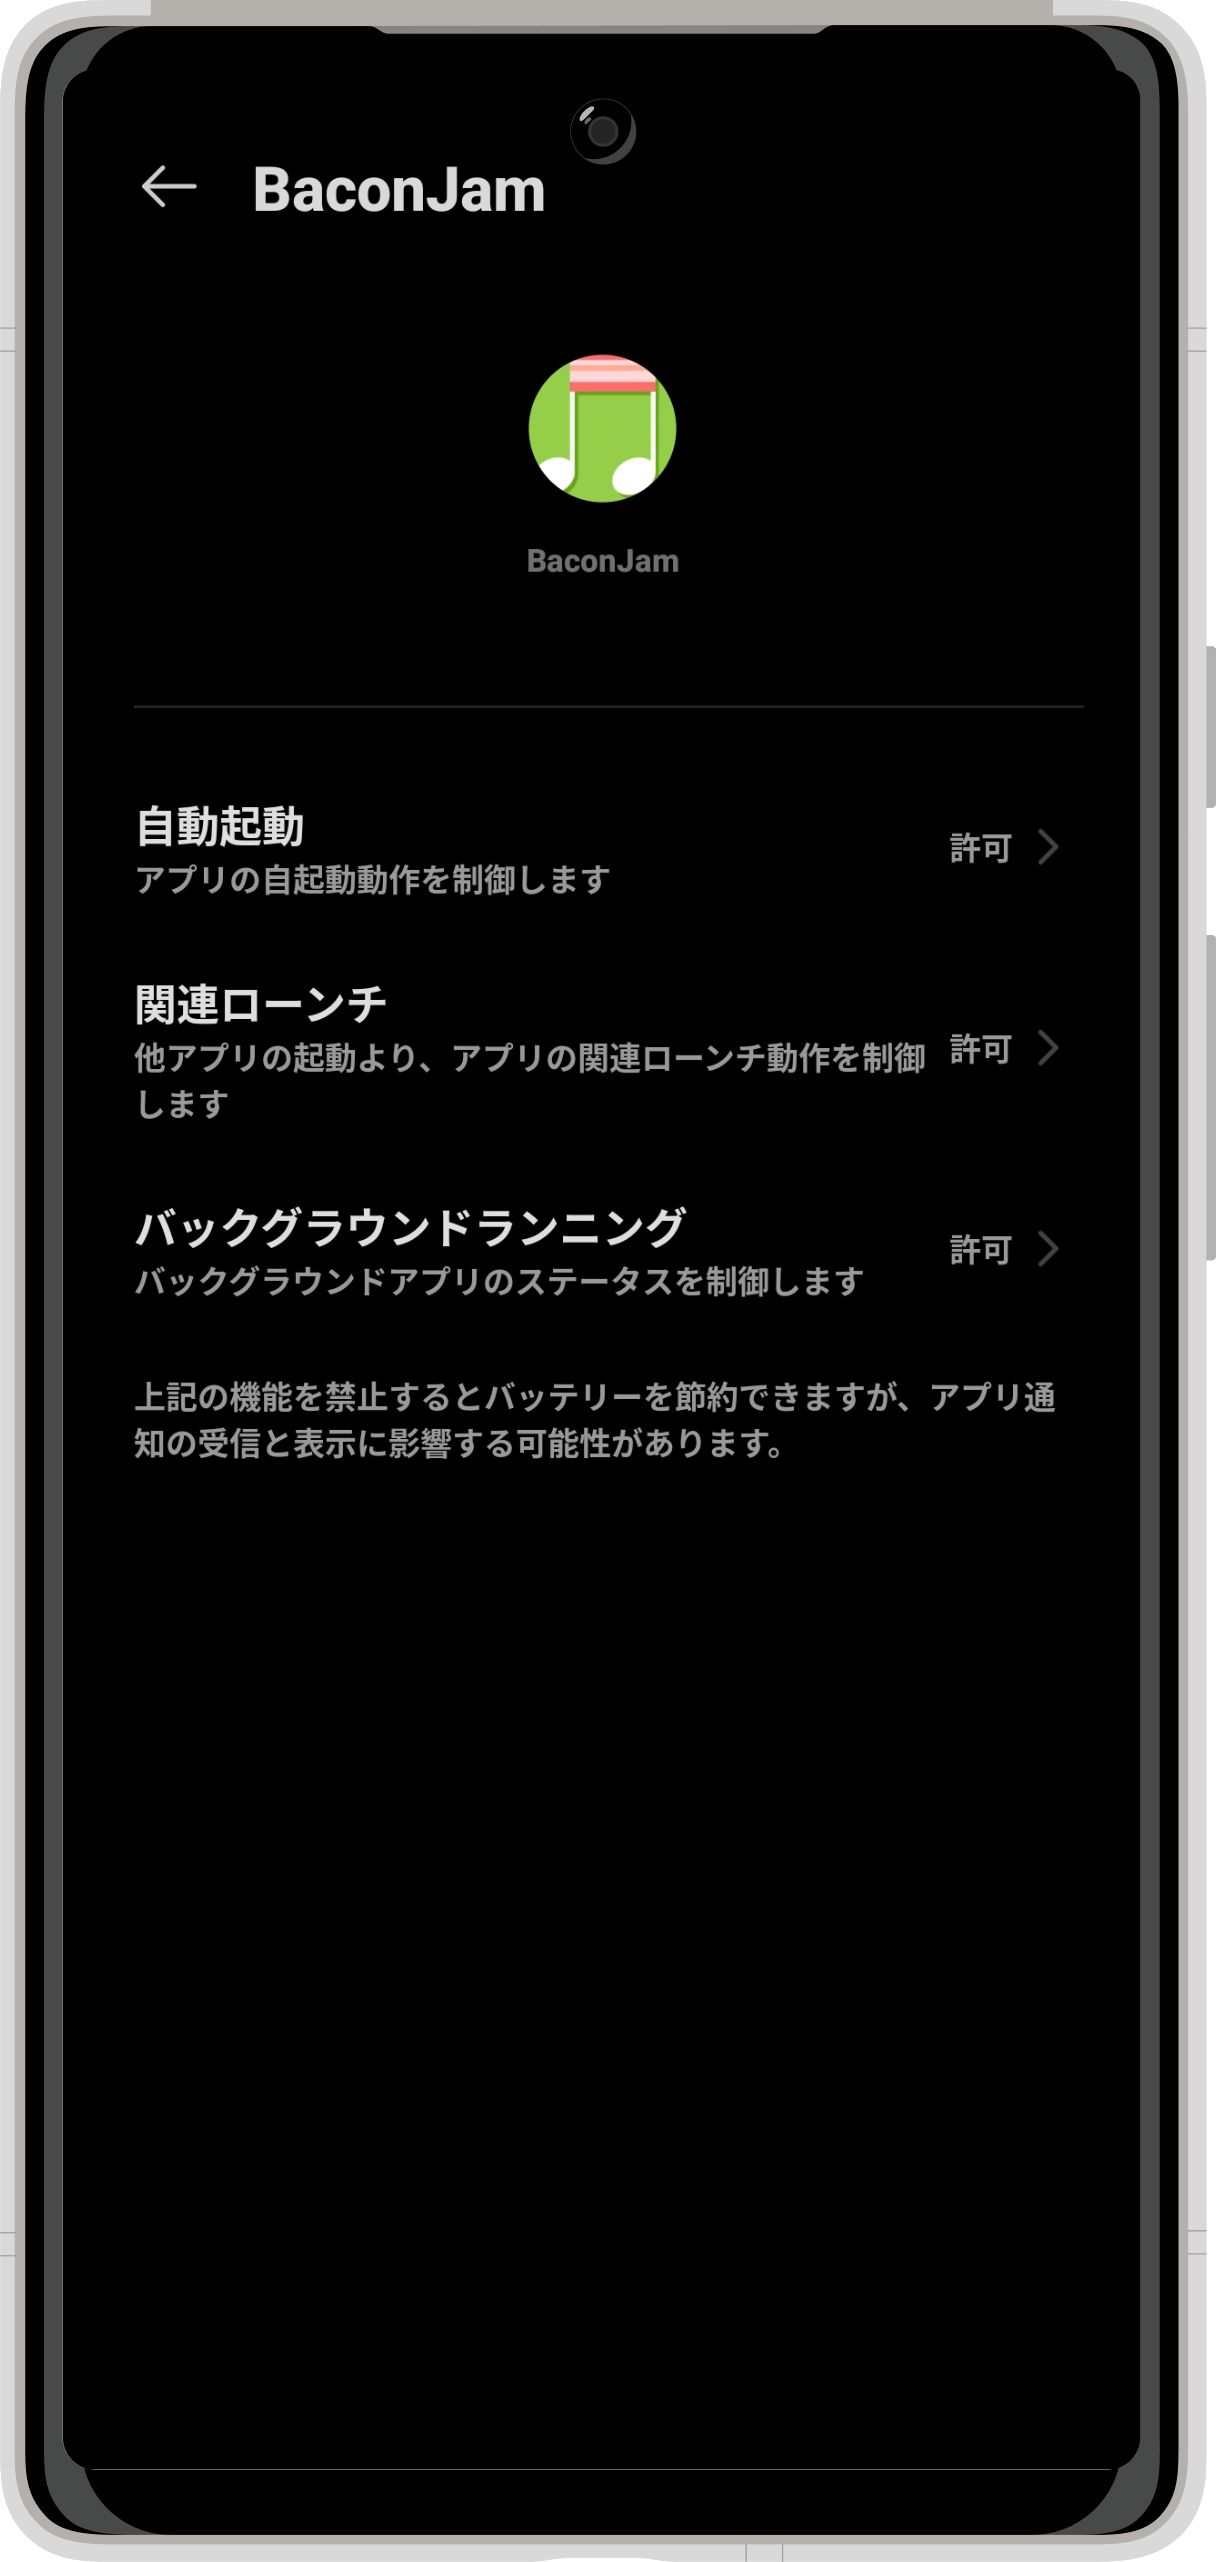 BaconJam
BaconJam
自動起動
アプリの自起動動作を制御します
許可
関連ローンチ
他アプリの起動より、アプリの関連ローンチ動作を制御
します
許可
バックグラウンドランニング
バックグラウンドアプリのステータスを制御します
許可
上記の機能を禁止するとバッテリーを節約できますが、アプリ通
知の受信と表示に影響する可能性があります。